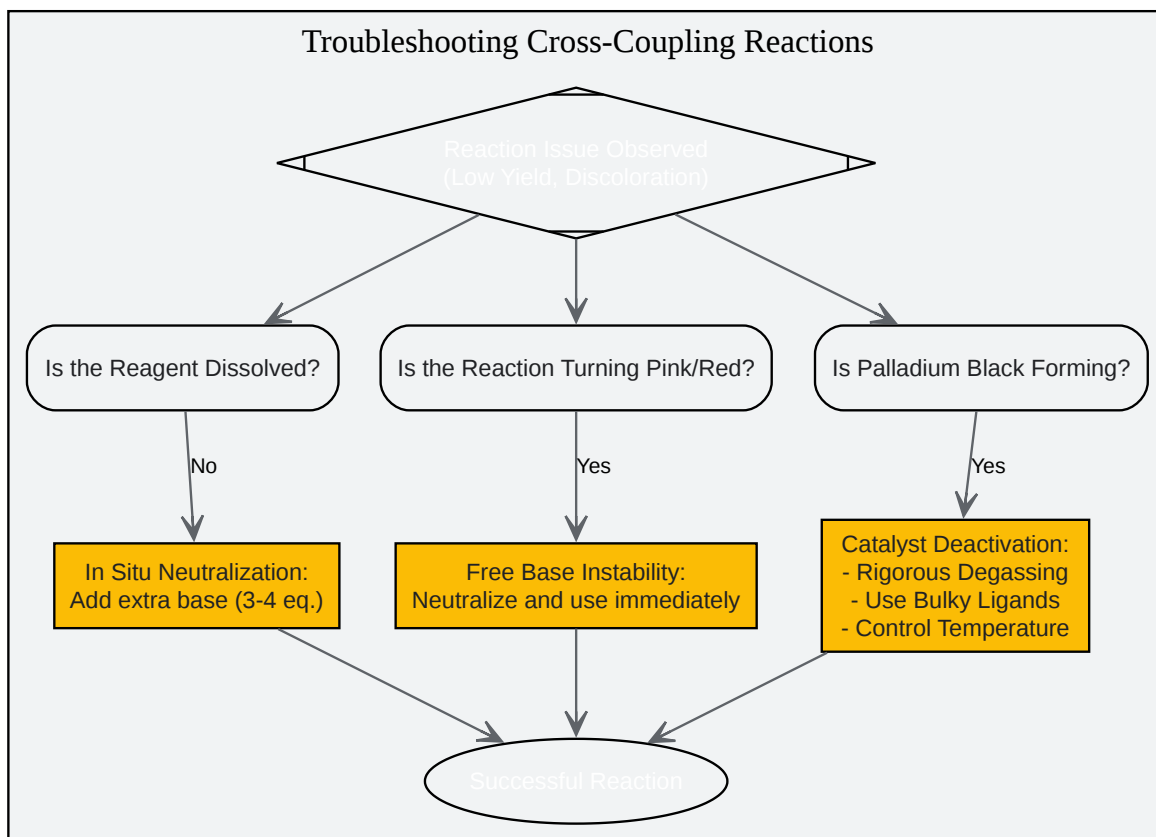 Troubleshooting Cross-Coupling Reactions
Reaction Issue Observed
(Low Yield, Discoloration)
Is the Reagent Dissolved?
Is the Reaction Turning Pink/Red?
Is Palladium Black Forming?
No
Yes
Yes
In Situ Neutralization:
Add extra base (3-4 eq.)
Free Base Instability:
Neutralize and use immediately
Catalyst Deactivation:
- Rigorous Degassing
- Use Bulky Ligands
- Control Temperature
Successful Reaction